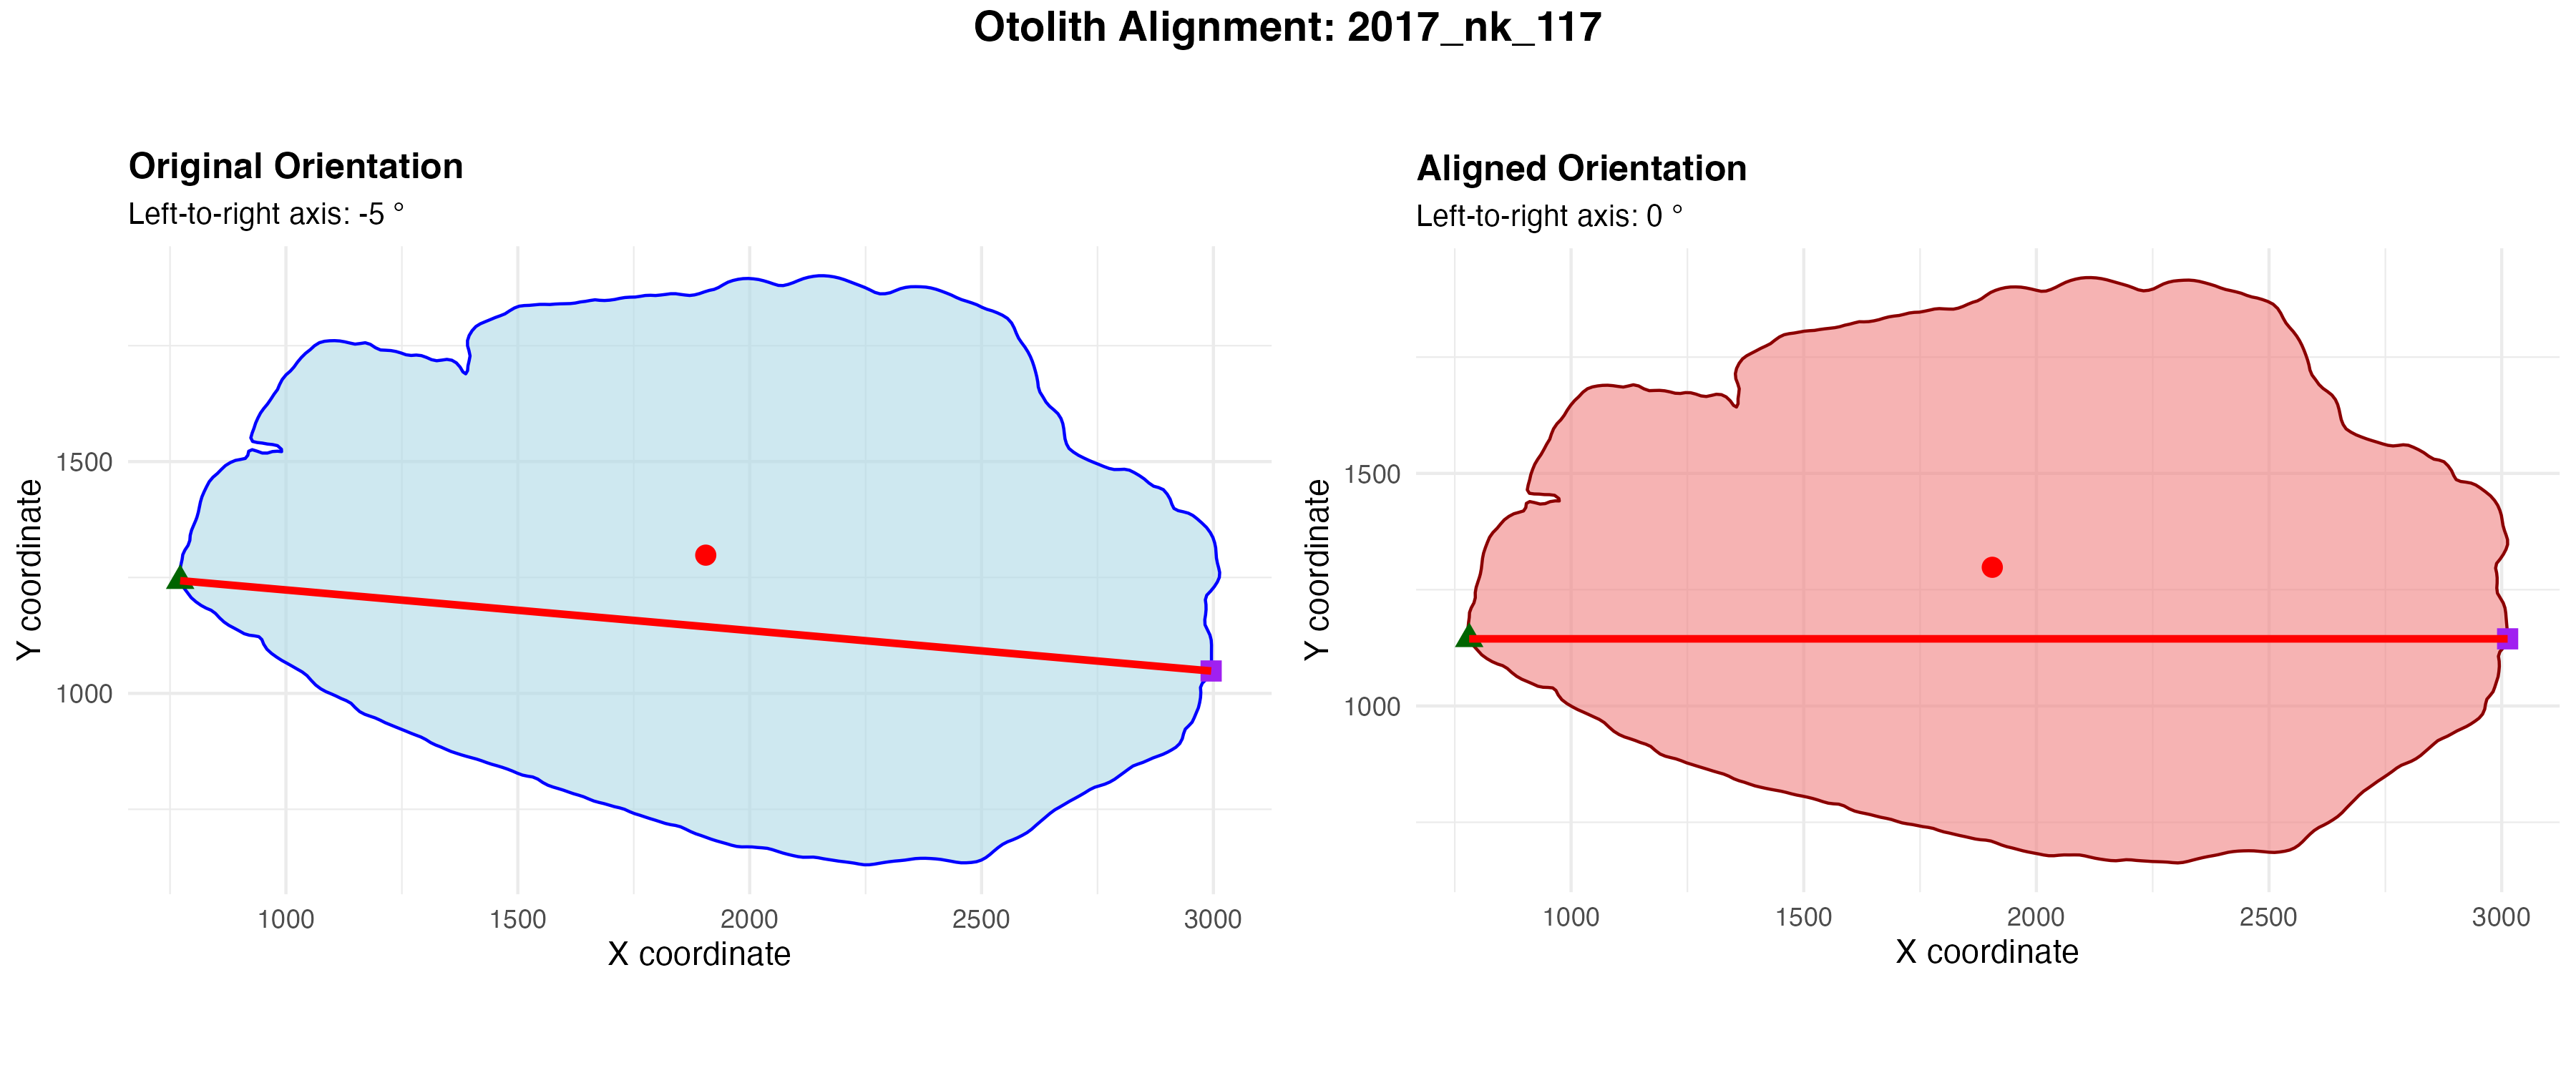 Otolith Alignment: 2017_nk_117
Original Orientation
Left-to-right axis: -5 °
Y coordinate
1500
1000
1000 1500 2000 2500 3000
X coordinate
Aligned Orientation
Left-to-right axis: 0 °
Y coordinate
1500
1000
1000 1500 2000 2500 3000
X coordinate